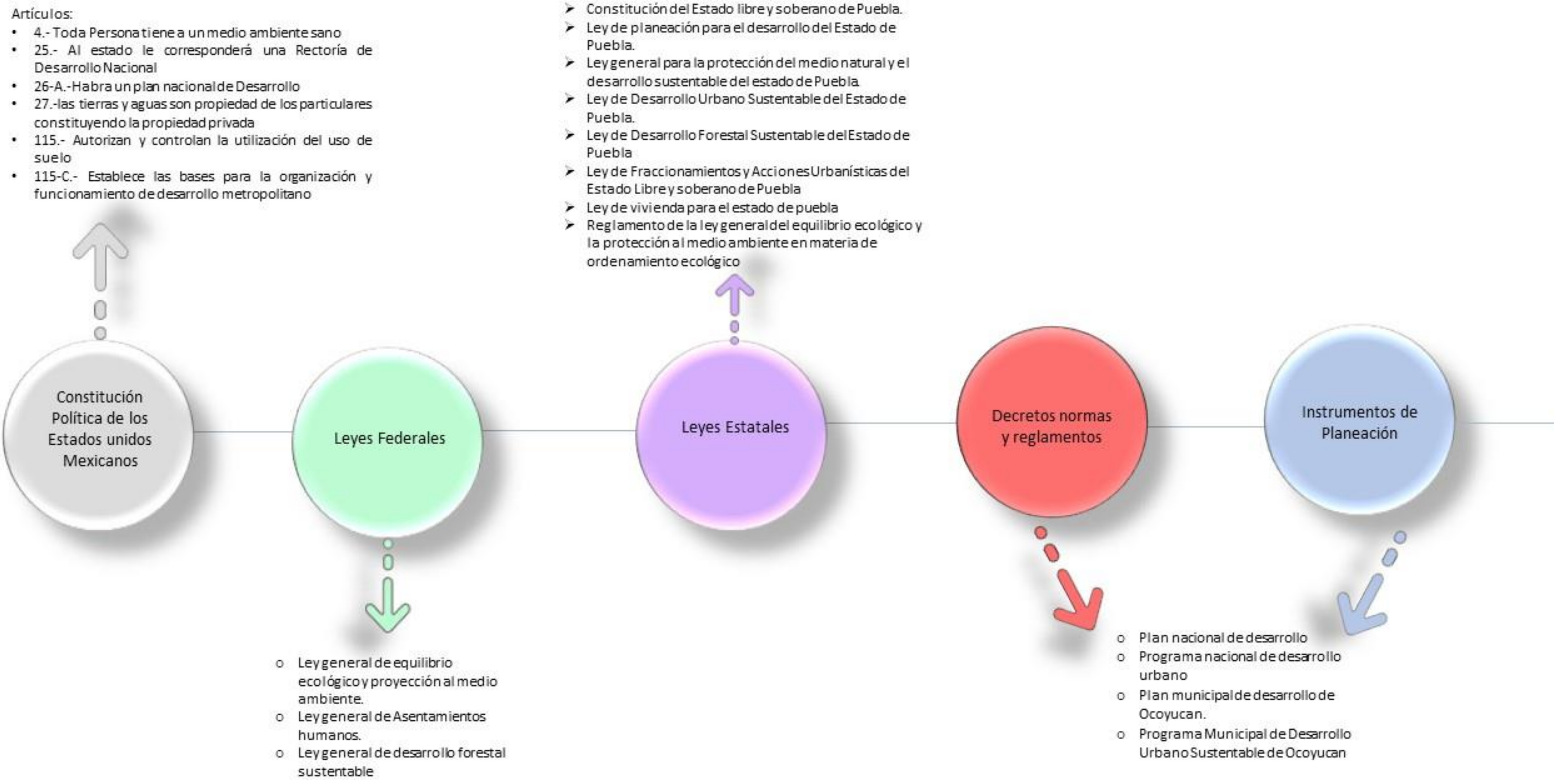 Artículos:
• 4.- Toda Persona tiene a un medio ambiente sano
• 25.- Al estado le corresponderá una Rectoría de
Desarrollo Nacional
• 26-A.-Habra un plan nacional de Desarrollo
• 27.-las tierras y aguas son propiedad de los particulares
constituyendo la propiedad privada
• 115.- Autorizan y controlan la utilización del uso de
suelo
• 115-C.- Establece las bases para la organización y
funcionamiento de desarrollo metropolitano
➢ Constitución del Estado libre y soberano de Puebla.
➢ Ley de planeación para el desarrollo del Estado de
Puebla.
➢ Ley general para la protección del medio natural y el
desarrollo sustentable del estado de Puebla.
➢ Ley de Desarrollo Urbano Sustentable del Estado de
Puebla.
➢ Ley de Desarrollo Forestal Sustentable del Estado de
Puebla
➢ Ley de Fraccionamientos y Acciones Urbanísticas del
Estado Libre y soberano de Puebla
➢ Ley de vivienda para el estado de puebla
➢ Reglamento de la ley general del equilibrio ecológico y
la protección al medio ambiente en materia de
ordenamiento ecológico
Constitución
Política de los
Estados unidos
Mexicanos
Leyes Federales
Leyes Estatales
Decretos normas
y reglamentos
Instrumentos de
Planeación
o Ley general de equilibrio
ecológico y proyección al medio
ambiente.
o Ley general de Asentamientos
humanos.
o Ley general de desarrollo forestal
sustentable
o Plan nacional de desarrollo
o Programa nacional de desarrollo
urbano
o Plan municipal de desarrollo de
Ocoyucan.
o Programa Municipal de Desarrollo
Urbano Sustentable de Ocoyucan